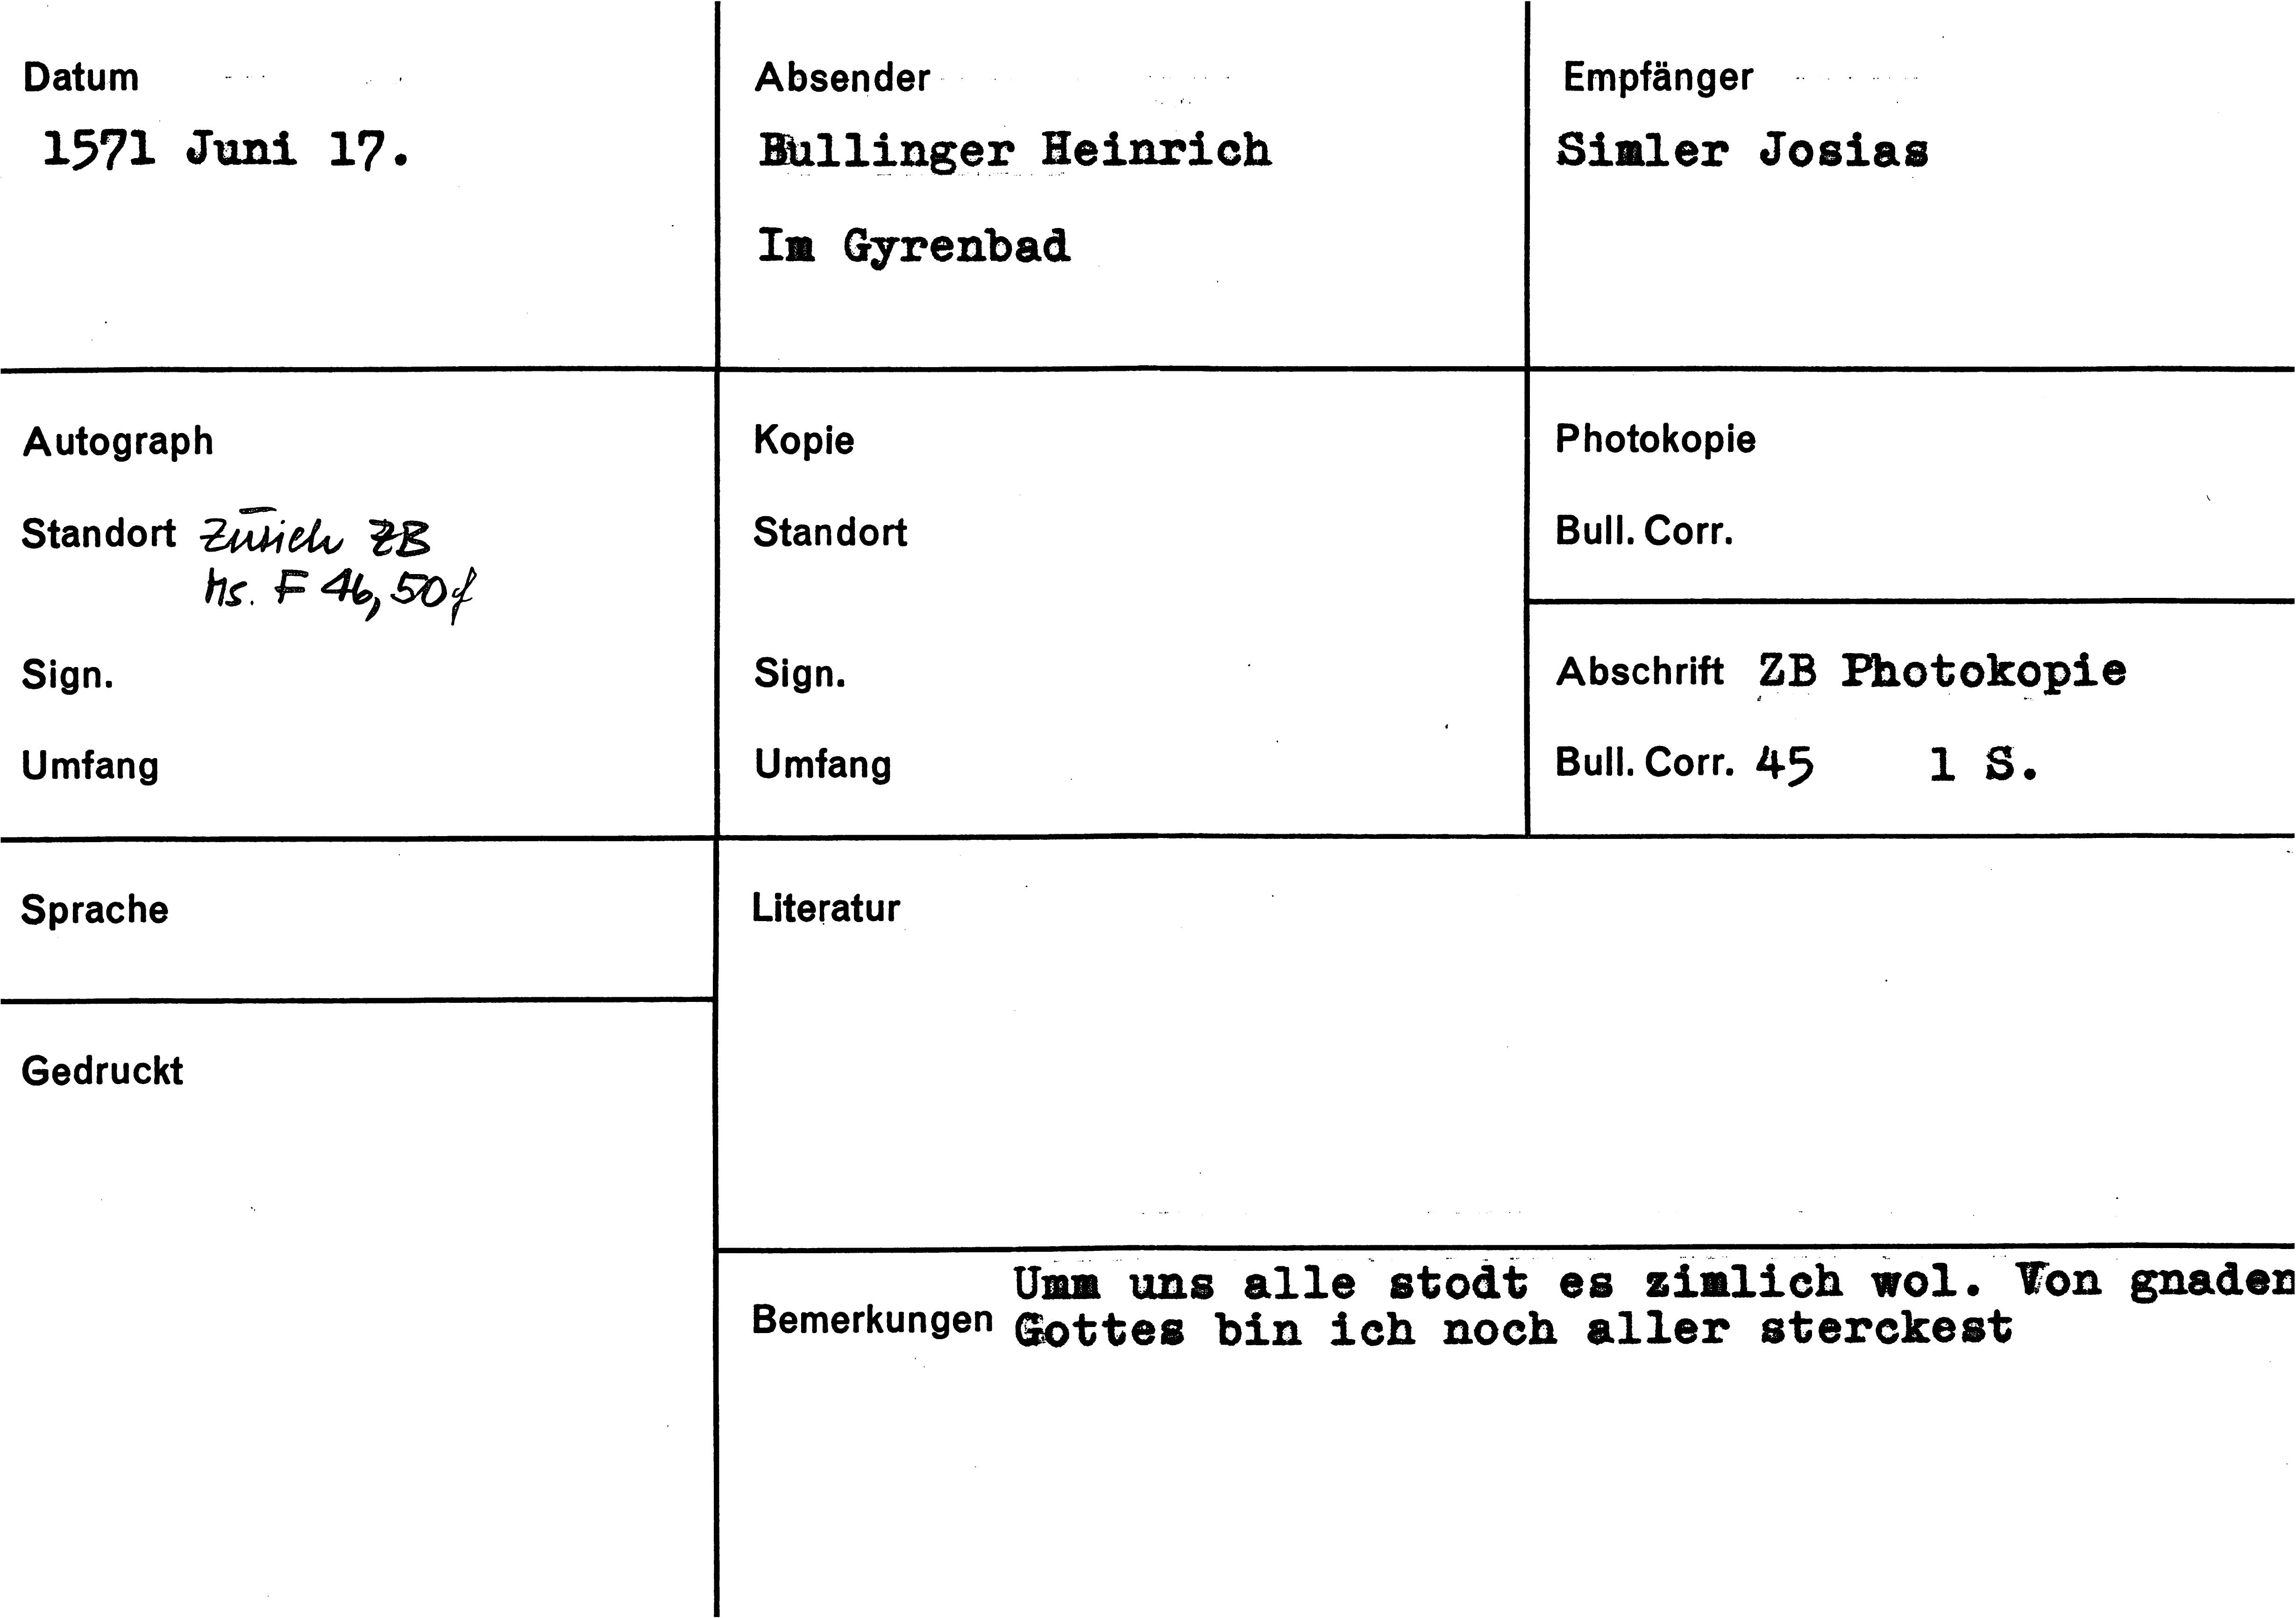 Datum
1571 Juni 17.
Absender
Bullinger Heinrich
Im Gyrenbad
Empfänger
Simler Josias
Autograph
Standort Zürich ZB
Ms. F 46, 50f
Sign.
Umfang
Kopie
Standort
Sign.
Umfang
Photokopie
Bull. Corr.
Abschrift ZB Photokopie
Bull. Corr. 45 1 S.
Sprache
Gedruckt
Literatur
Bemerkungen
Umm uns alle stodt es zimlich wol. Von gnaden
Gottes bin ich noch aller sterckest